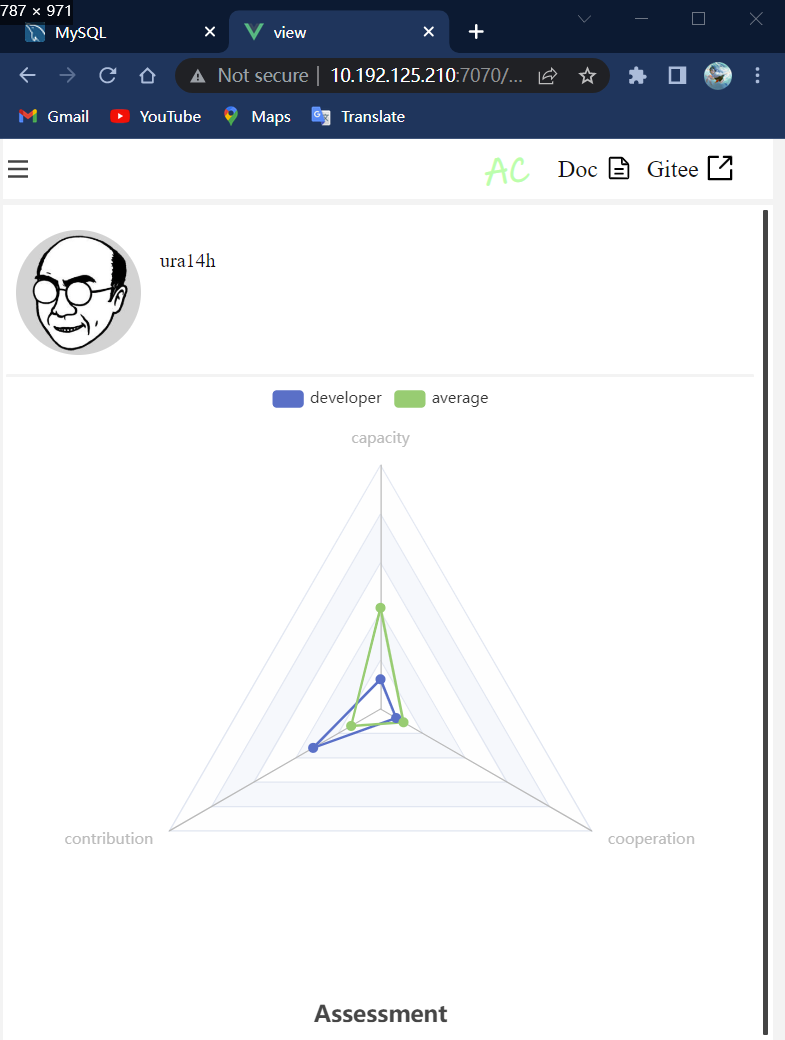 787 × 971
MySQL
view
Not secure | 10.192.125.210:7070/...
Gmail
YouTube
Maps
Translate
AC
Doc
Gitee
ura14h
developer
average
capacity
contribution
cooperation
Assessment